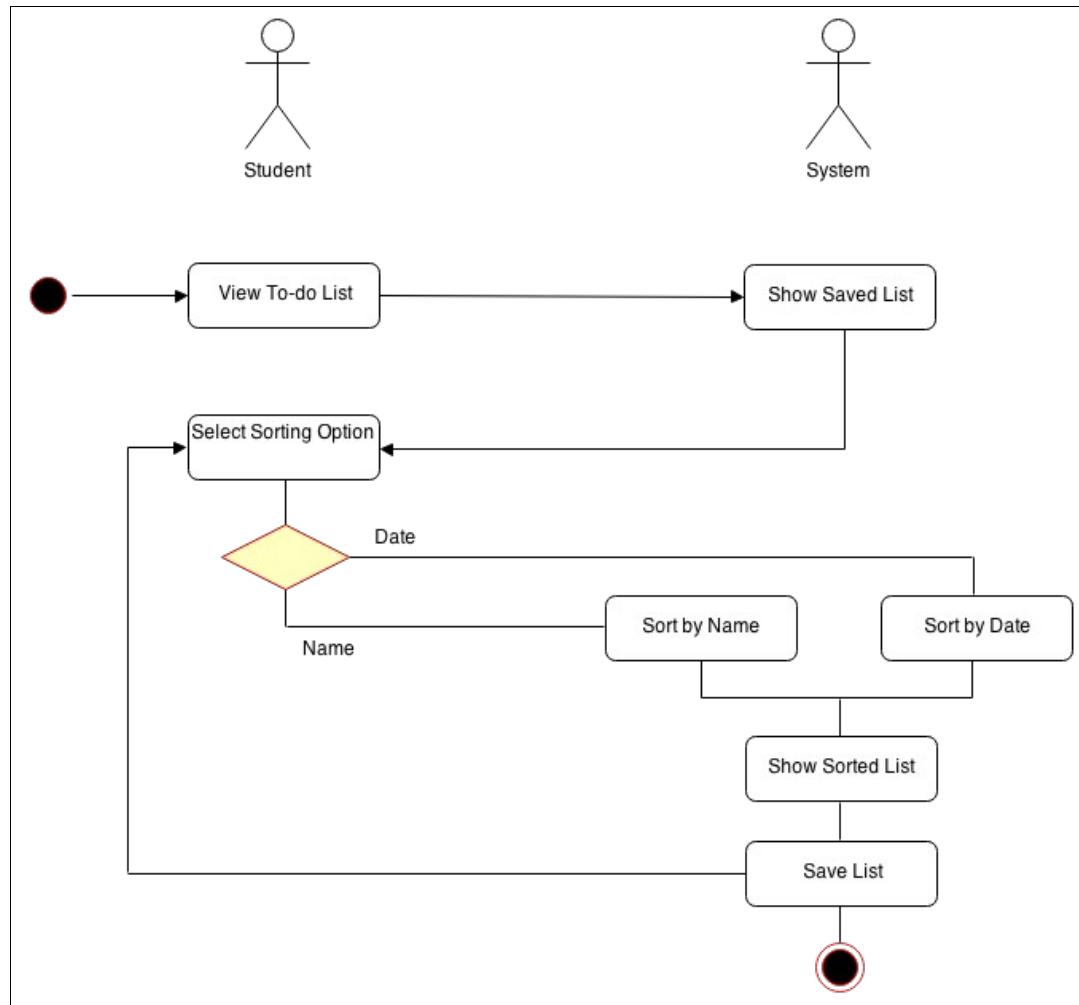 Student
System
View To-do List
Show Saved List
Select Sorting Option
Date
Sort by Name
Sort by Date
Name
Show Sorted List
Save List